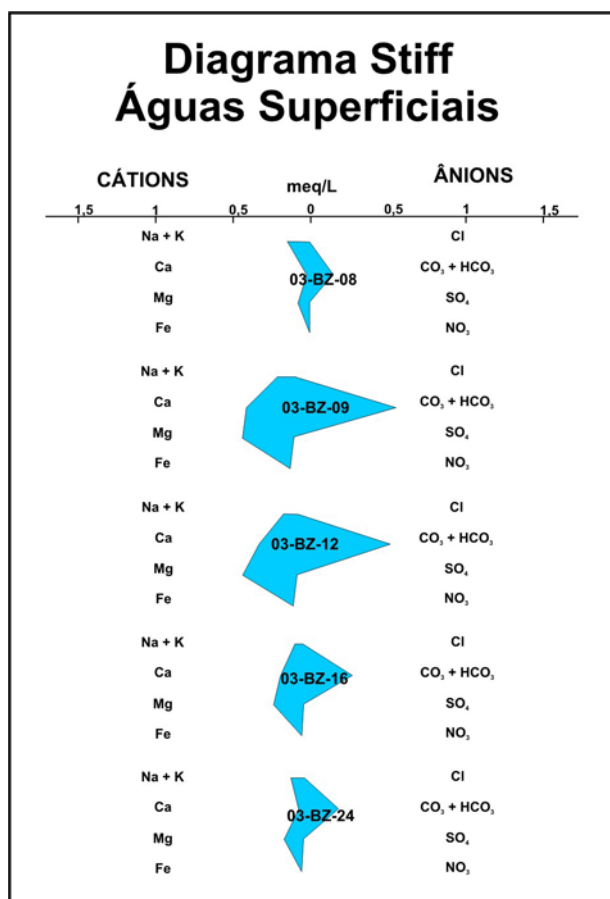 Diagrama Stiff
Águas Superficiais
CÁTIONS meq/L ÂNIONS
1,5 1 0,5 0 0,5 1 1,5
Na + K Cl
Ca 03-BZ-08 CO₃ + HCO₃
Mg SO₄
Fe NO₃
Na + K Cl
Ca 03-BZ-09 CO₃ + HCO₃
Mg SO₄
Fe NO₃
Na + K Cl
Ca 03-BZ-12 CO₃ + HCO₃
Mg SO₄
Fe NO₃
Na + K Cl
Ca 03-BZ-16 CO₃ + HCO₃
Mg SO₄
Fe NO₃
Na + K Cl
Ca 03-BZ-24 CO₃ + HCO₃
Mg SO₄
Fe NO₃